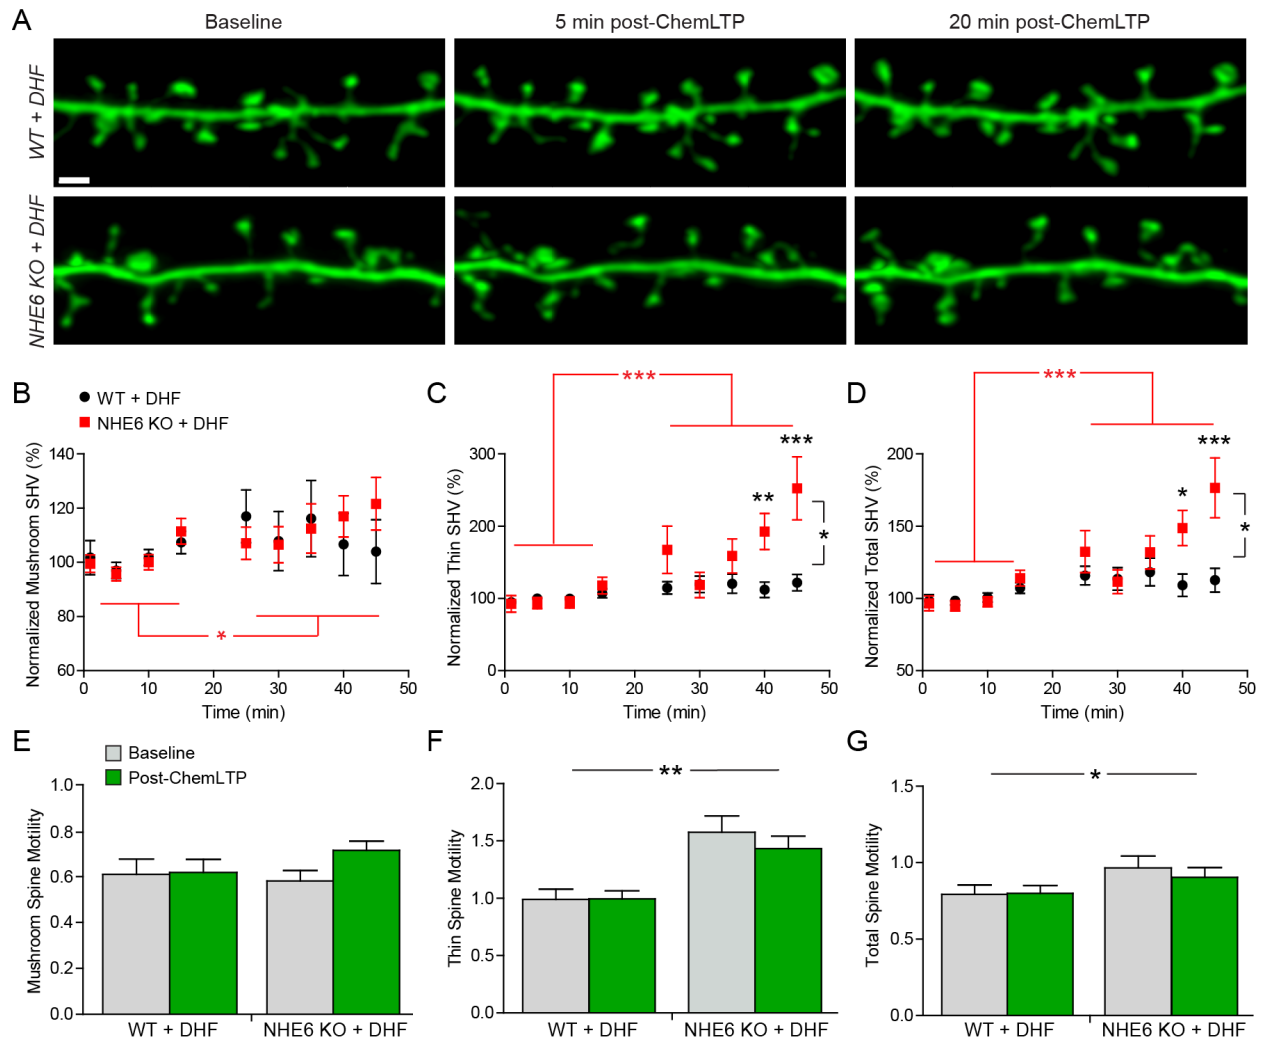 A
Baseline
5 min post-ChemLTP
20 min post-ChemLTP
WT + DHF
NHE6 KO + DHF
B
WT + DHF
NHE6 KO + DHF
Normalized Mushroom SHV (%)
140
120
100
80
60
*
0
10
20
30
40
50
Time (min)
C
***
Normalized Thin SHV (%)
300
200
100
0
**
***
*
0
10
20
30
40
50
Time (min)
D
***
Normalized Total SHV (%)
200
150
100
50
*
***
*
0
10
20
30
40
50
Time (min)
E
Baseline
Post-ChemLTP
Mushroom Spine Motility
1.0
0.8
0.6
0.4
0.2
0.0
WT + DHF
NHE6 KO + DHF
F
**
Thin Spine Motility
2.0
1.5
1.0
0.5
0.0
WT + DHF
NHE6 KO + DHF
G
*
Total Spine Motility
1.5
1.0
0.5
0.0
WT + DHF
NHE6 KO + DHF